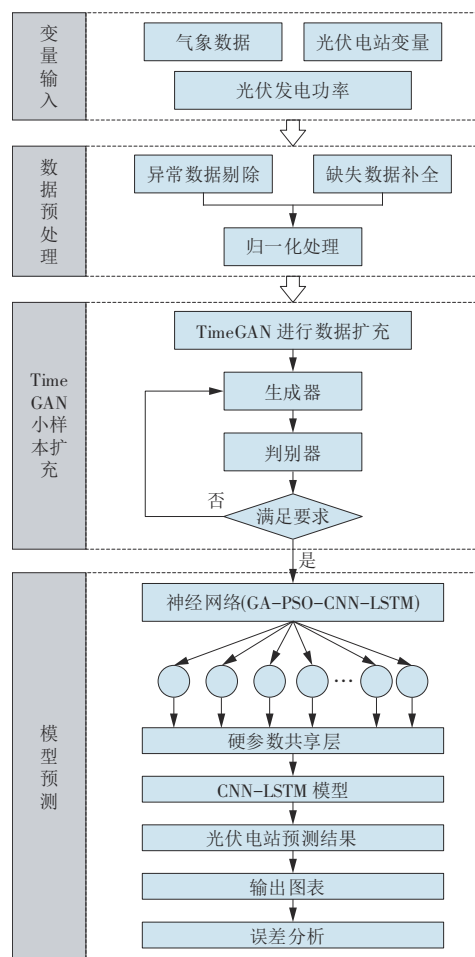 变量输入
气象数据
光伏电站变量
光伏发电功率
数据预处理
异常数据剔除
缺失数据补全
归一化处理
Time
GAN
小样
本扩
充
TimeGAN 进行数据扩充
生成器
判别器
否
满足要求
是
模型预测
神经网络(GA-PSO-CNN-LSTM)
···
硬参数共享层
CNN-LSTM 模型
光伏电站预测结果
输出图表
误差分析